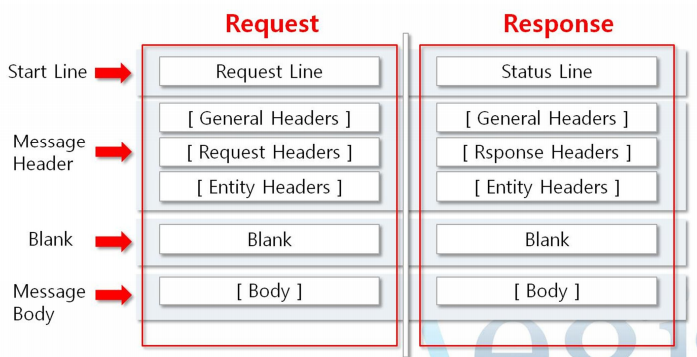 Request Response
Start Line Request Line Status Line
[ General Headers ] [ General Headers ]
Message
Header [ Request Headers ] [ Rsponse Headers ]
[ Entity Headers ] [ Entity Headers ]
Blank Blank Blank
Message
Body [ Body ] [ Body ]